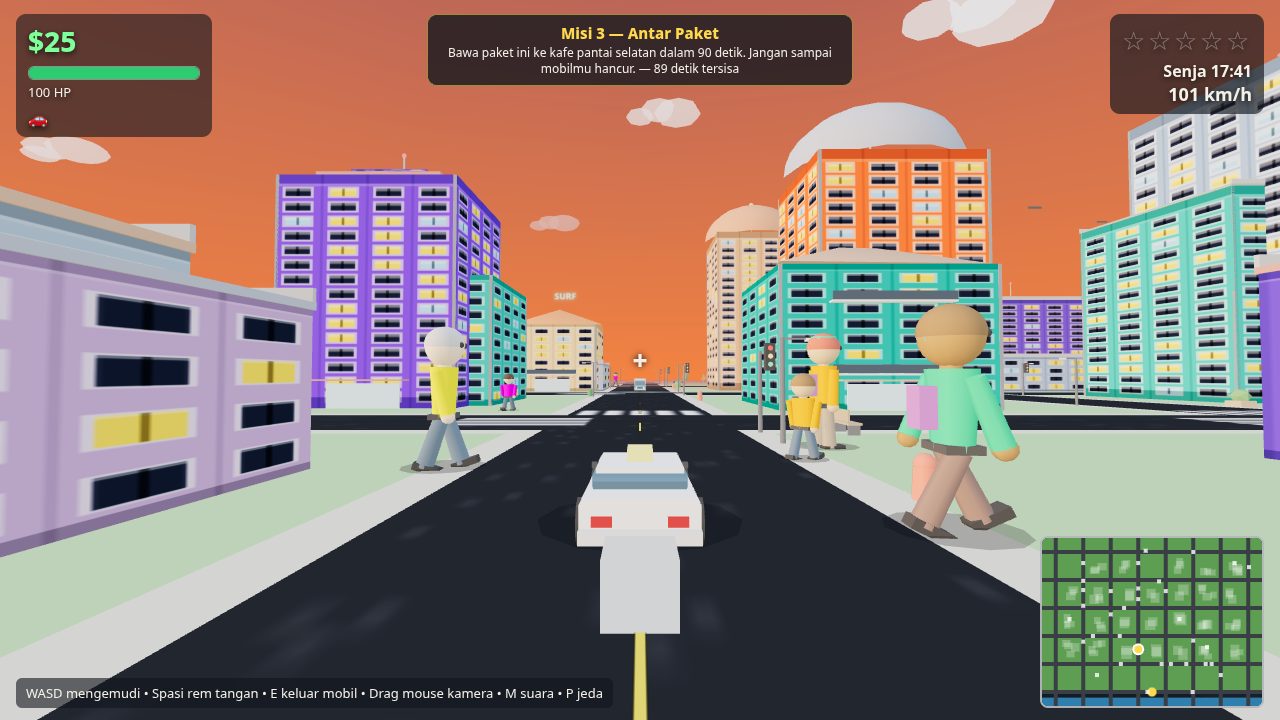 $25
100 HP
Misi 3 — Antar Paket
Bawa paket ini ke kafe pantai selatan dalam 90 detik. Jangan sampai
mobilmu hancur. — 89 detik tersisa
Senja 17:41
101 km/h
SURF
WASD mengemudi • Spasi rem tangan • E keluar mobil • Drag mouse kamera • M suara • P jeda